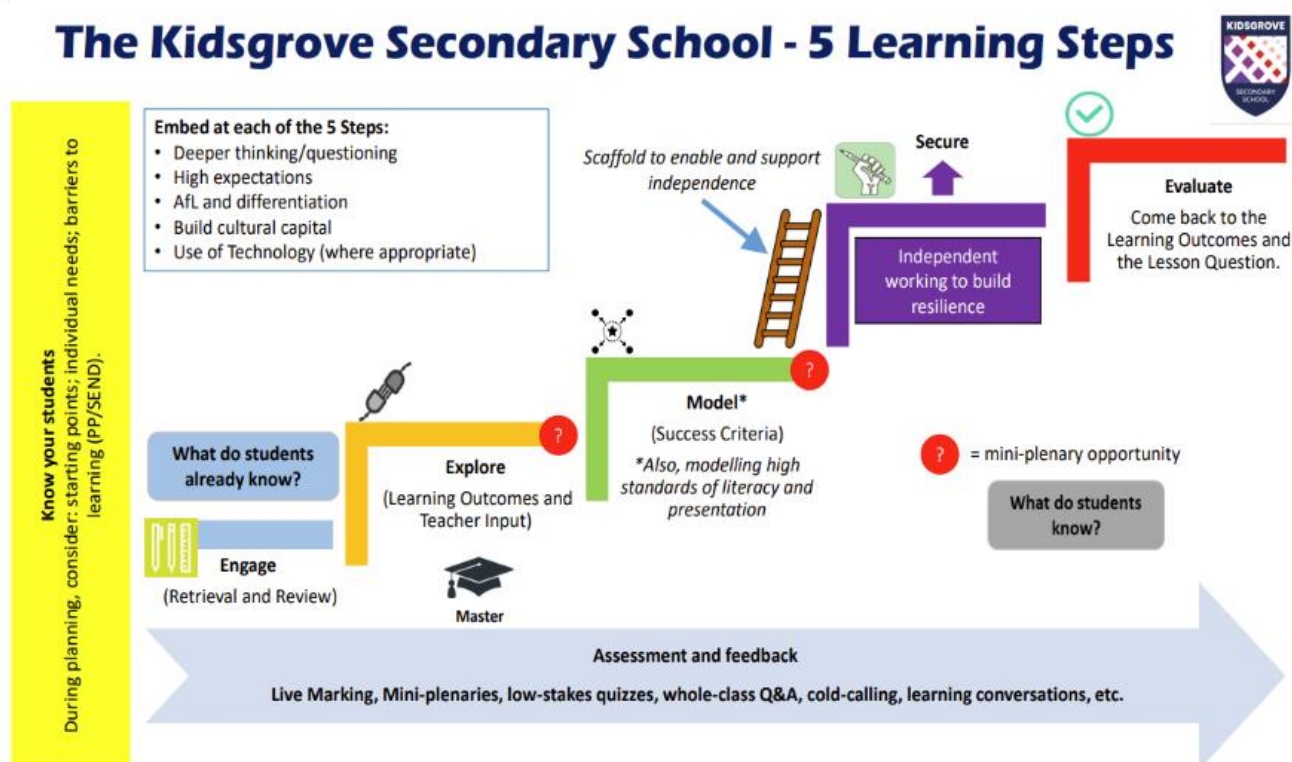 The Kidsgrove Secondary School - 5 Learning Steps
KIDSGROVE
SECONDARY
SCHOOL
Know your students
During planning, consider: starting points; individual needs; barriers to
learning (PP/SEND).
Embed at each of the 5 Steps:
• Deeper thinking/questioning
• High expectations
• AfL and differentiation
• Build cultural capital
• Use of Technology (where appropriate)
Scaffold to enable and support
independence
Secure
Independent
working to build
resilience
Evaluate
Come back to the
Learning Outcomes and
the Lesson Question.
What do students
already know?
Engage
(Retrieval and Review)
?
Explore
(Learning Outcomes and
Teacher Input)
Master
?
Model*
(Success Criteria)
*Also, modelling high
standards of literacy and
presentation
? = mini-plenary opportunity
What do students
know?
Assessment and feedback
Live Marking, Mini-plenaries, low-stakes quizzes, whole-class Q&A, cold-calling, learning conversations, etc.